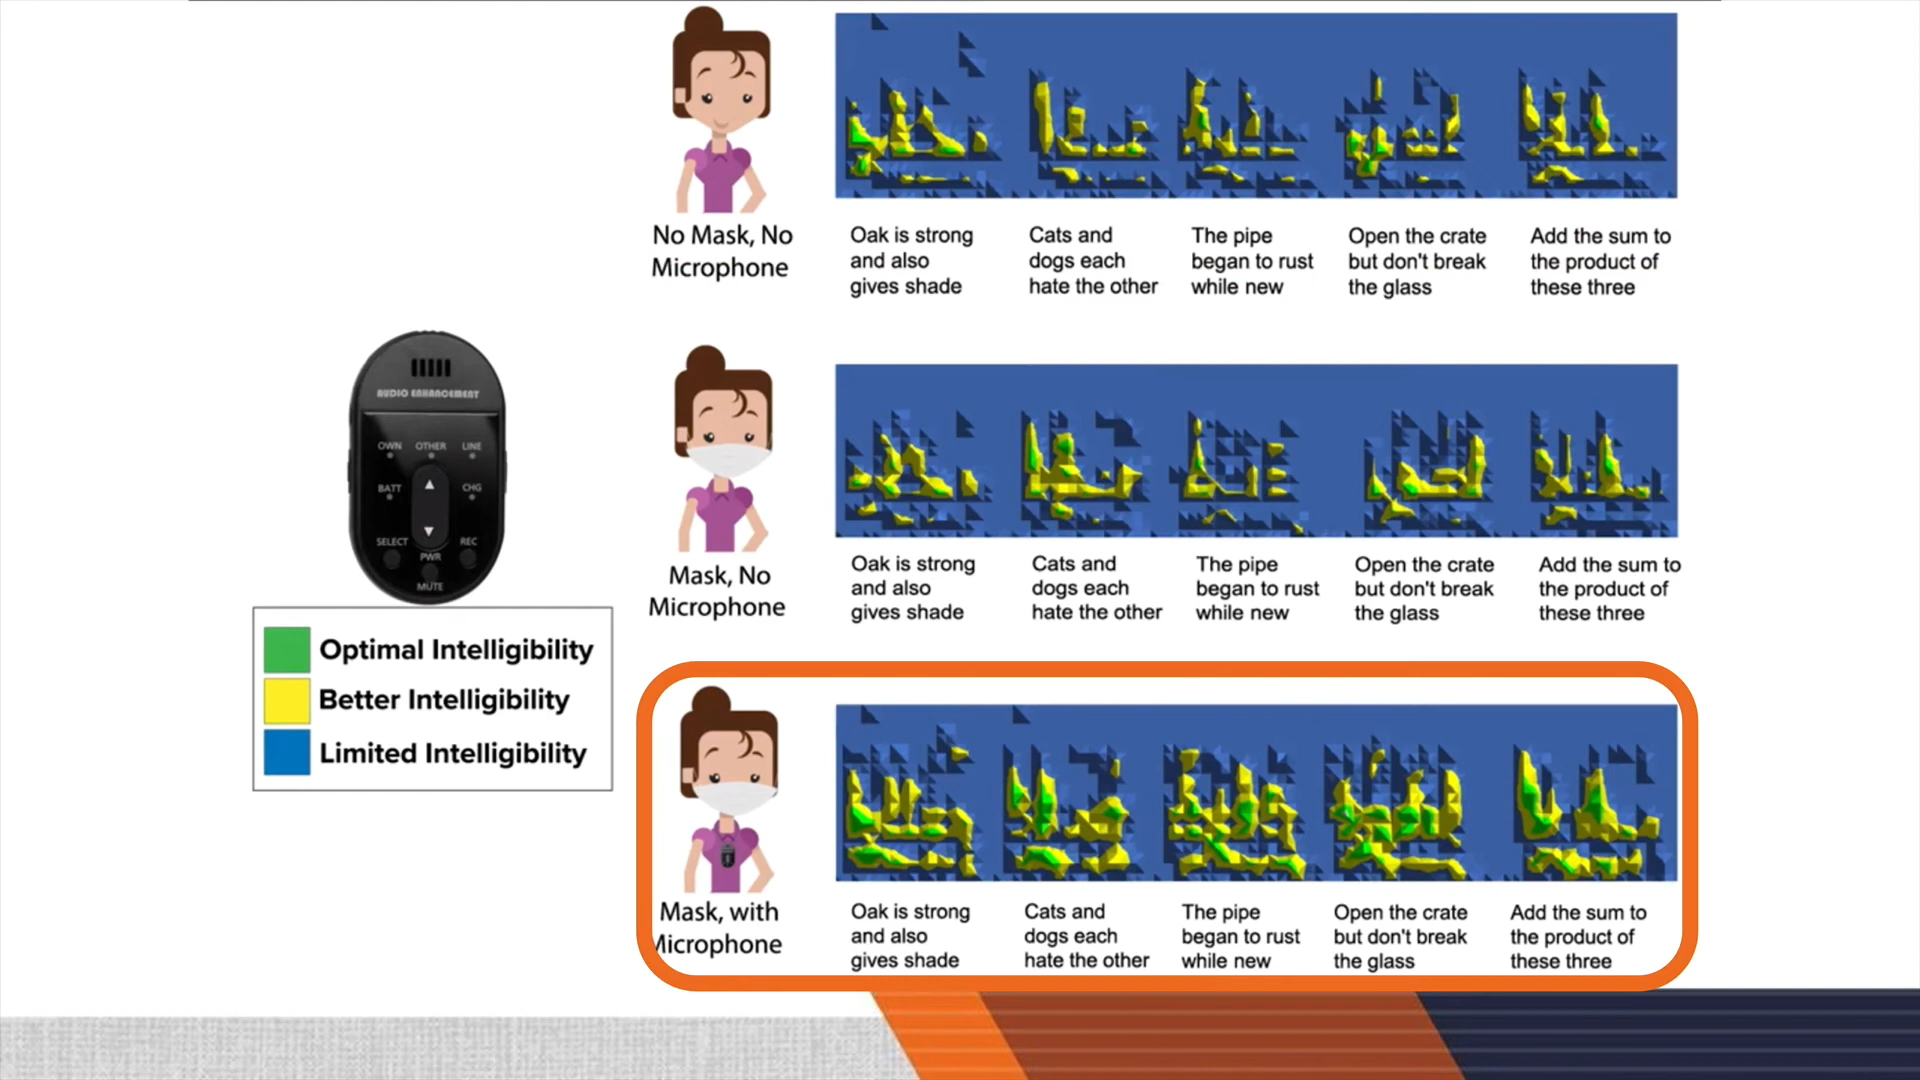 No Mask, No
Microphone
Oak is strong
and also
gives shade
Cats and
dogs each
hate the other
The pipe
began to rust
while new
Open the crate
but don't break
the glass
Add the sum to
the product of
these three
AUDIO ENHANCEMENT
OWN OTHER LINE
BATT CHG
SELECT REC
PWR
MUTE
Mask, No
Microphone
Oak is strong
and also
gives shade
Cats and
dogs each
hate the other
The pipe
began to rust
while new
Open the crate
but don't break
the glass
Add the sum to
the product of
these three
Optimal Intelligibility
Better Intelligibility
Limited Intelligibility
Mask, with
Microphone
Oak is strong
and also
gives shade
Cats and
dogs each
hate the other
The pipe
began to rust
while new
Open the crate
but don't break
the glass
Add the sum to
the product of
these three